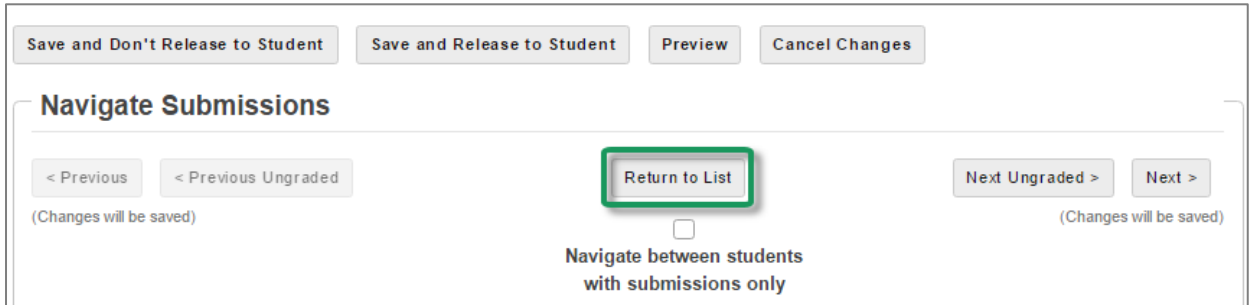 Save and Don't Release to Student Save and Release to Student Preview Cancel Changes
Navigate Submissions
< Previous < Previous Ungraded Return to List Next Ungraded > Next >
(Changes will be saved) (Changes will be saved)
Navigate between students
with submissions only